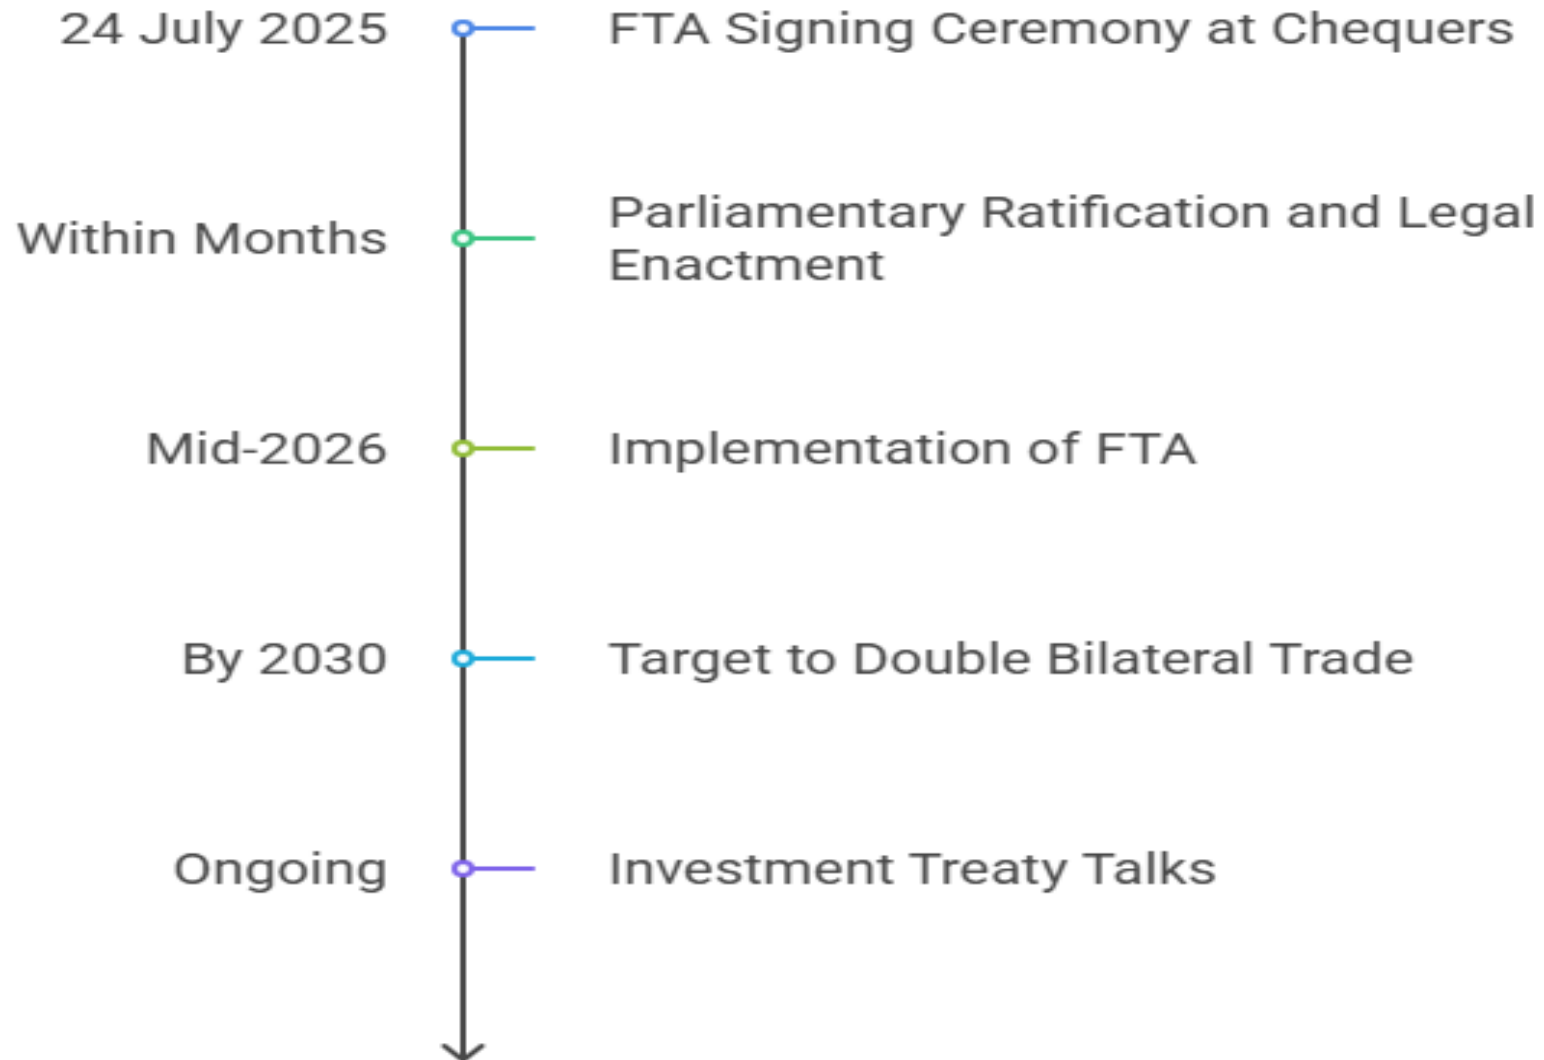 24 July 2025
FTA Signing Ceremony at Chequers
Within Months
Parliamentary Ratification and Legal
Enactment
Mid-2026
Implementation of FTA
By 2030
Target to Double Bilateral Trade
Ongoing
Investment Treaty Talks